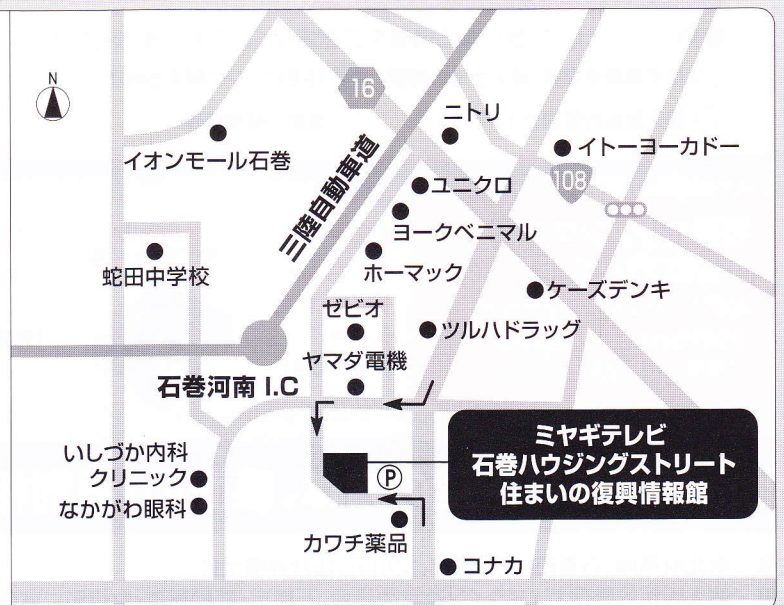 N
16
ニトリ
イオンモール石巻
イトーヨーカドー
三陸自動車道
108
ユニクロ
ヨークベニマル
蛇田中学校
ホーマック
ケーズデンキ
ゼビオ
ツルハドラッグ
ヤマダ電機
石巻河南 I.C
ミヤギテレビ
石巻ハウジングストリート
住まいの復興情報館
いしづか内科
クリニック
P
なかがわ眼科
カワチ薬品
コナカ